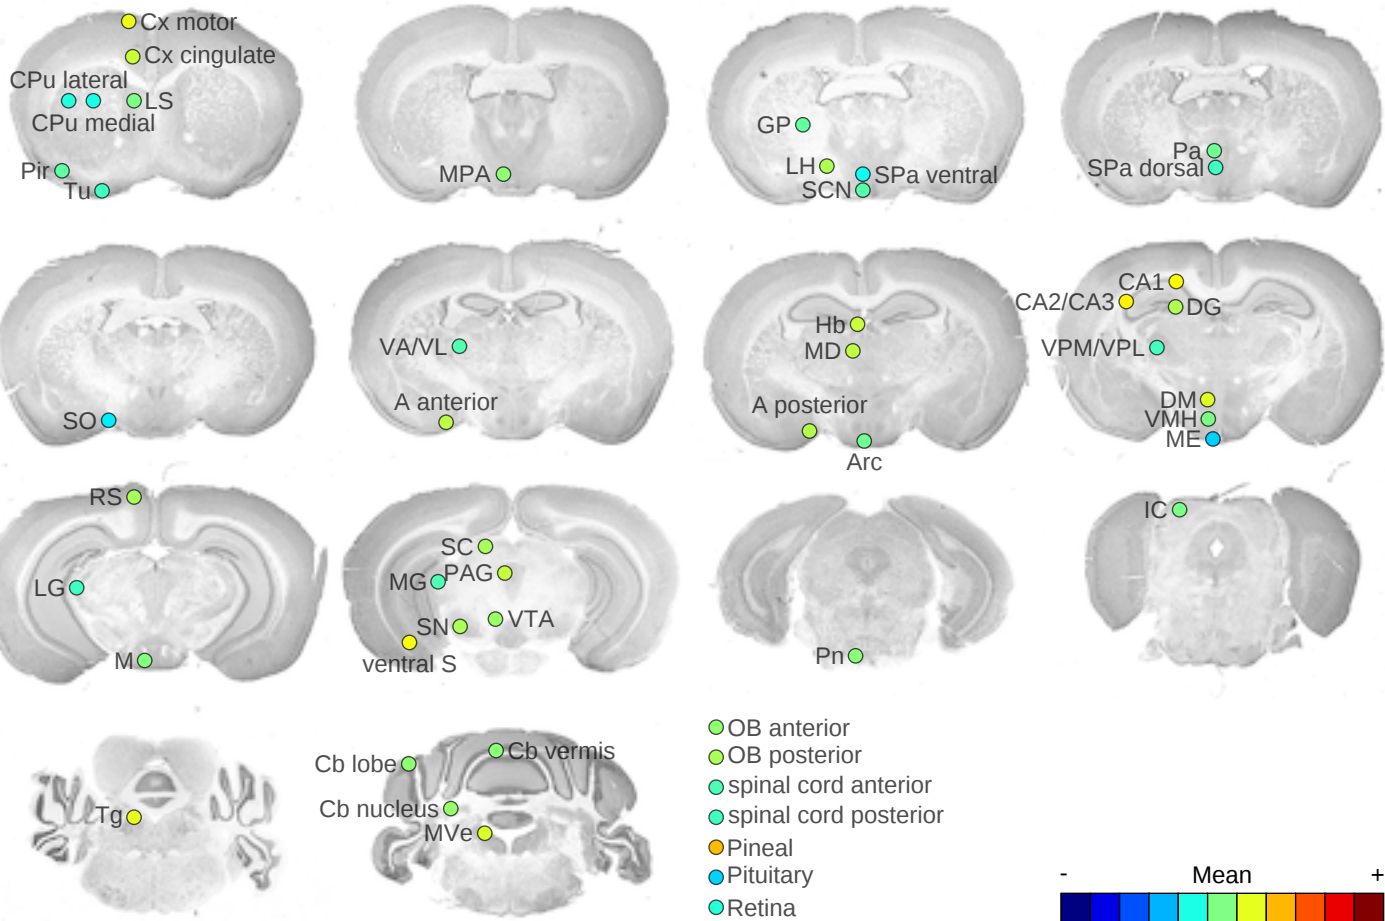 Cx motor
Cx cingulate
CPu lateral
LS
CPu medial
Pir
Tu
MPA
GP
LH
SPa ventral
SCN
Pa
SPa dorsal
SO
VA/VL
A anterior
Hb
MD
A posterior
Arc
CA1
CA2/CA3
DG
VPM/VPL
DM
VMH
ME
RS
LG
M
SC
MG
PAG
SN
VTA
ventral S
Pn
IC
Tg
Cb lobe
Cb vermis
Cb nucleus
MVe
OB anterior
OB posterior
spinal cord anterior
spinal cord posterior
Pineal
Pituitary
Retina
- Mean +